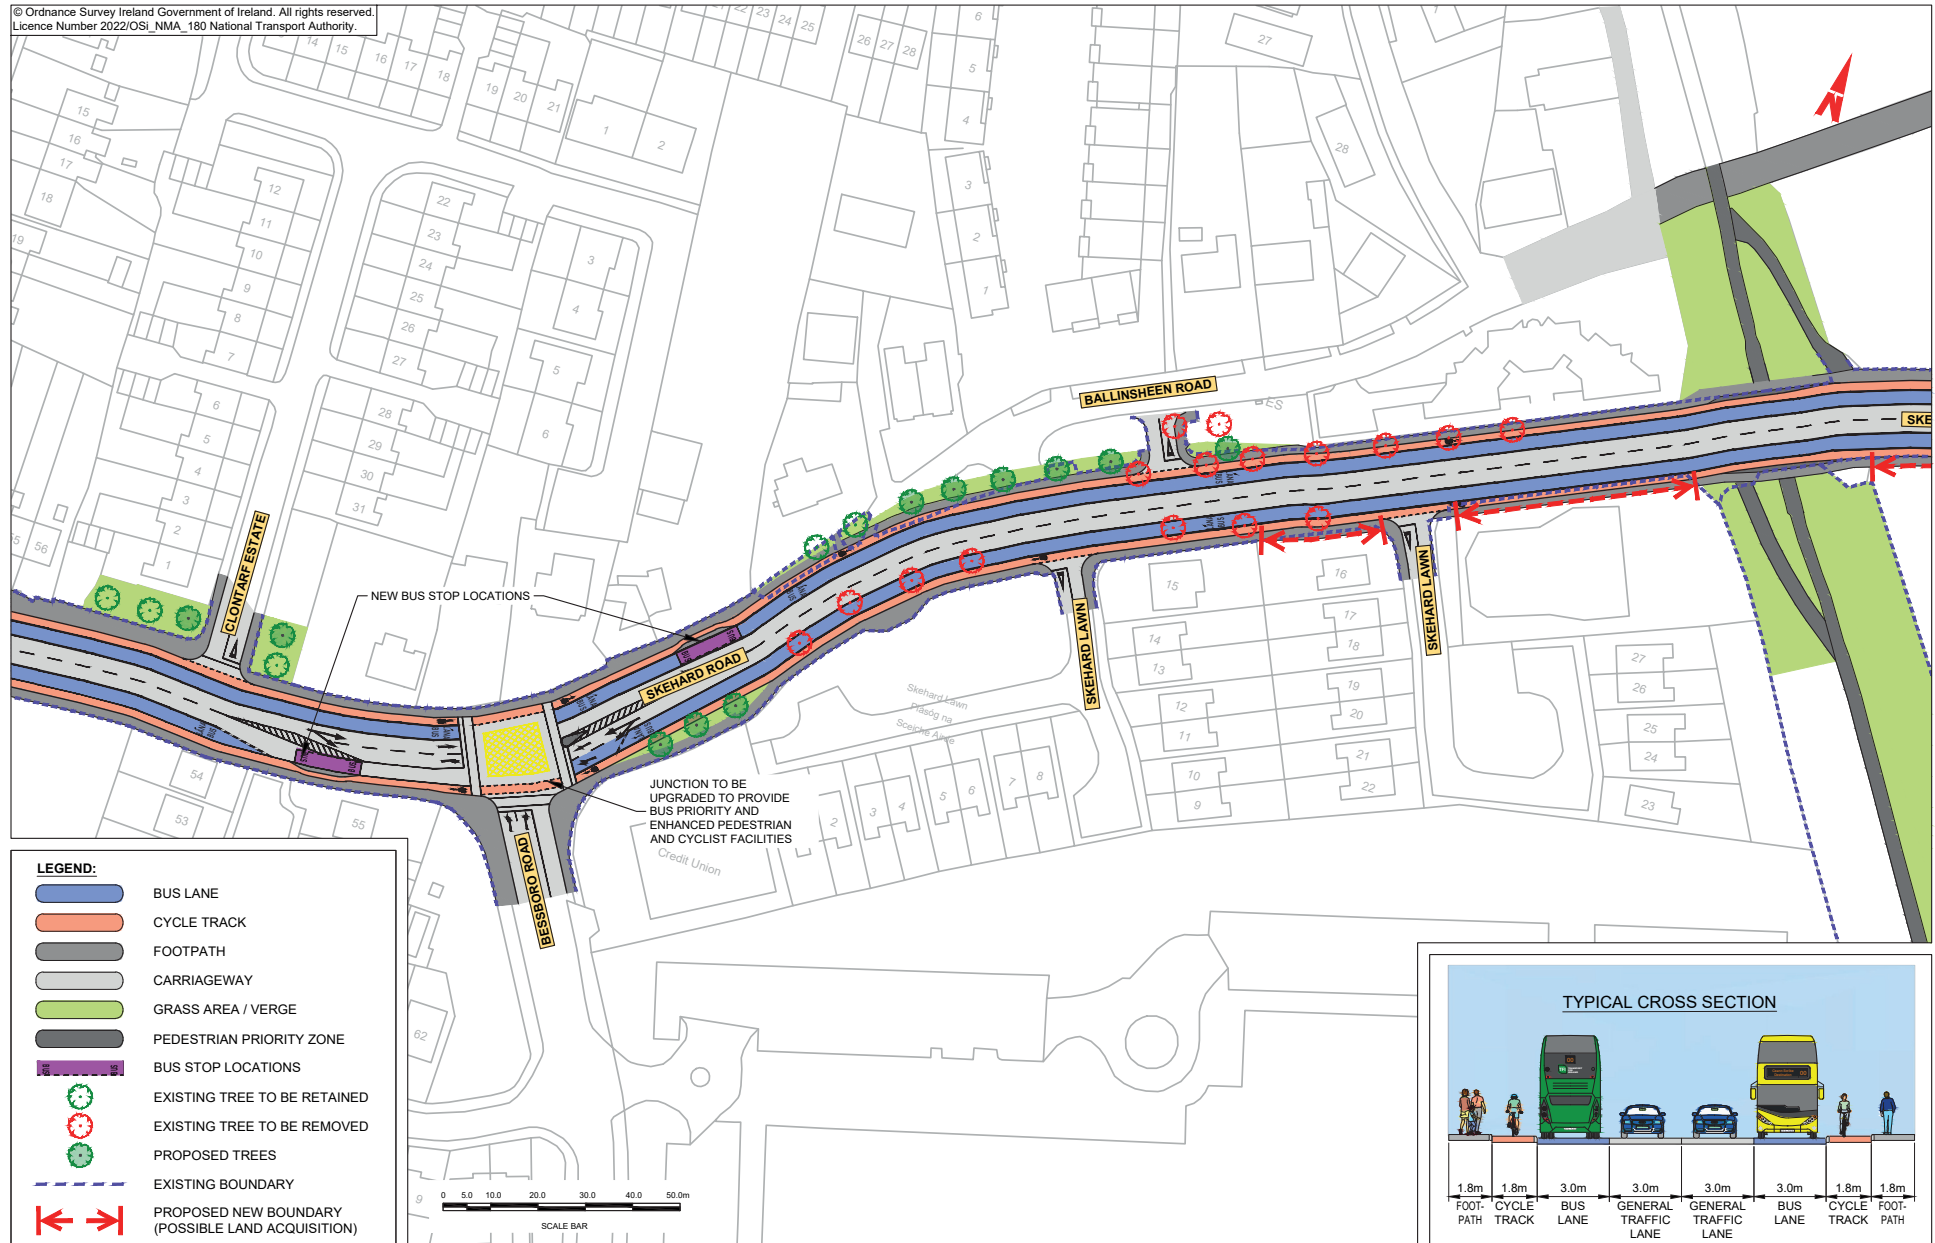 © Ordnance Survey Ireland Government of Ireland. All rights reserved.
Licence Number 2022/OSi_NMA_180 National Transport Authority.
BALLINSHEEN ROAD
SKE
CLONTARF ESTATE
NEW BUS STOP LOCATIONS
SKEHARD ROAD
SKEHARD LAWN
SKEHARD LAWN
Skehard Lawn
BESSBORO ROAD
JUNCTION TO BE
UPGRADED TO PROVIDE
BUS PRIORITY AND
ENHANCED PEDESTRIAN
AND CYCLIST FACILITIES
Credit Union
LEGEND:
BUS LANE
CYCLE TRACK
FOOTPATH
CARRIAGEWAY
GRASS AREA / VERGE
PEDESTRIAN PRIORITY ZONE
BUS STOP LOCATIONS
EXISTING TREE TO BE RETAINED
EXISTING TREE TO BE REMOVED
PROPOSED TREES
EXISTING BOUNDARY
PROPOSED NEW BOUNDARY
(POSSIBLE LAND ACQUISITION)
0 5.0 10.0 20.0 30.0 40.0 50.0m
SCALE BAR
TYPICAL CROSS SECTION
1.8m 1.8m 3.0m 3.0m 3.0m 3.0m 1.8m 1.8m
FOOT- CYCLE BUS GENERAL GENERAL BUS CYCLE FOOT-
PATH TRACK LANE TRAFFIC TRAFFIC LANE TRACK PATH
LANE LANE